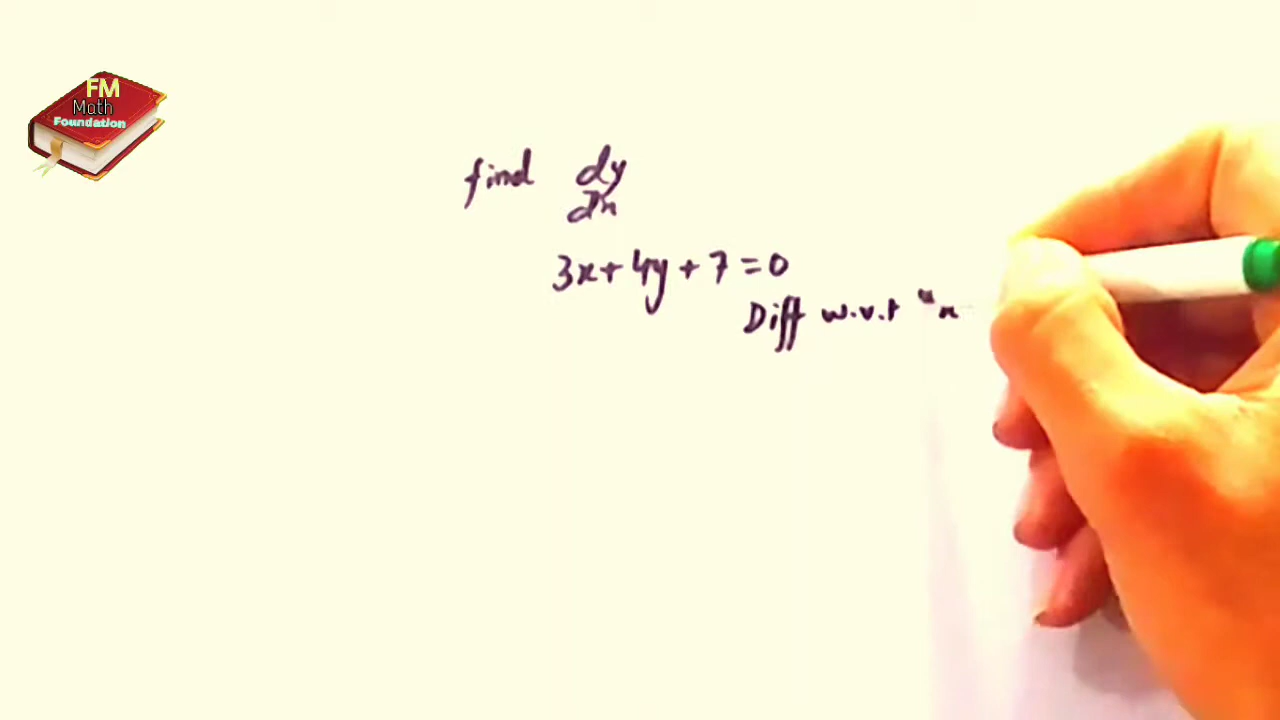 FM
Math
Foundation
find dy
dx
3x + 4y + 7 = 0
Diff w.r.t "x